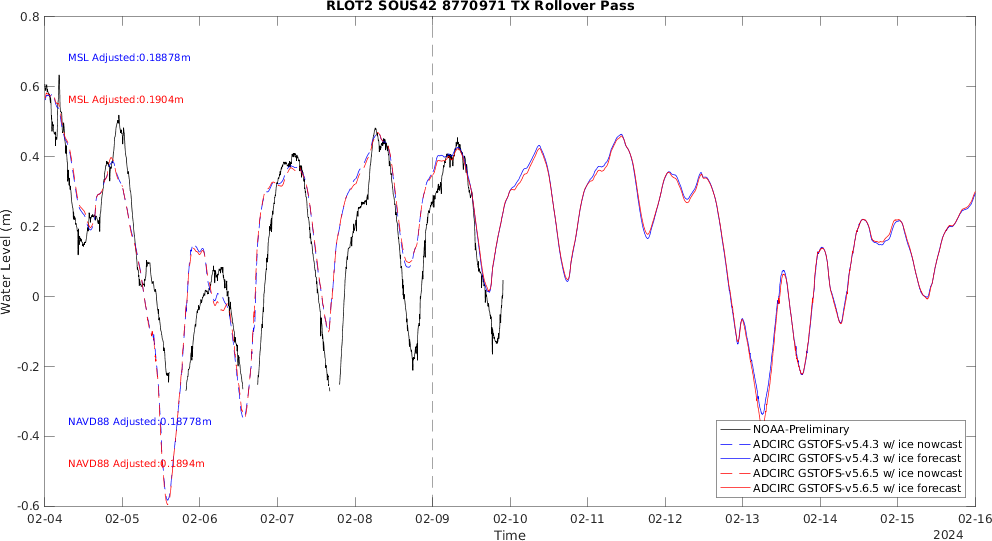 RLOT2 SOUS42 8770971 TX Rollover Pass
0.8
0.6
0.4
0.2
0
-0.2
-0.4
-0.6
Water Level (m)
MSL Adjusted:0.18878m
MSL Adjusted:0.1904m
NAVD88 Adjusted:0.18778m
NAVD88 Adjusted:0.1894m
NOAA-Preliminary
ADCIRC GSTOFS-v5.4.3 w/ ice nowcast
ADCIRC GSTOFS-v5.4.3 w/ ice forecast
ADCIRC GSTOFS-v5.6.5 w/ ice nowcast
ADCIRC GSTOFS-v5.6.5 w/ ice forecast
02-04 02-05 02-06 02-07 02-08 02-09 02-10 02-11 02-12 02-13 02-14 02-15 02-16
Time
2024